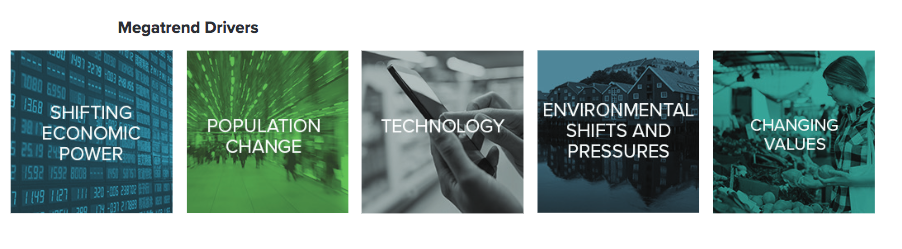 Megatrend Drivers
SHIFTING
ECONOMIC
POWER
POPULATION
CHANGE
TECHNOLOGY
ENVIRONMENTAL
SHIFTS AND
PRESSURES
CHANGING
VALUES